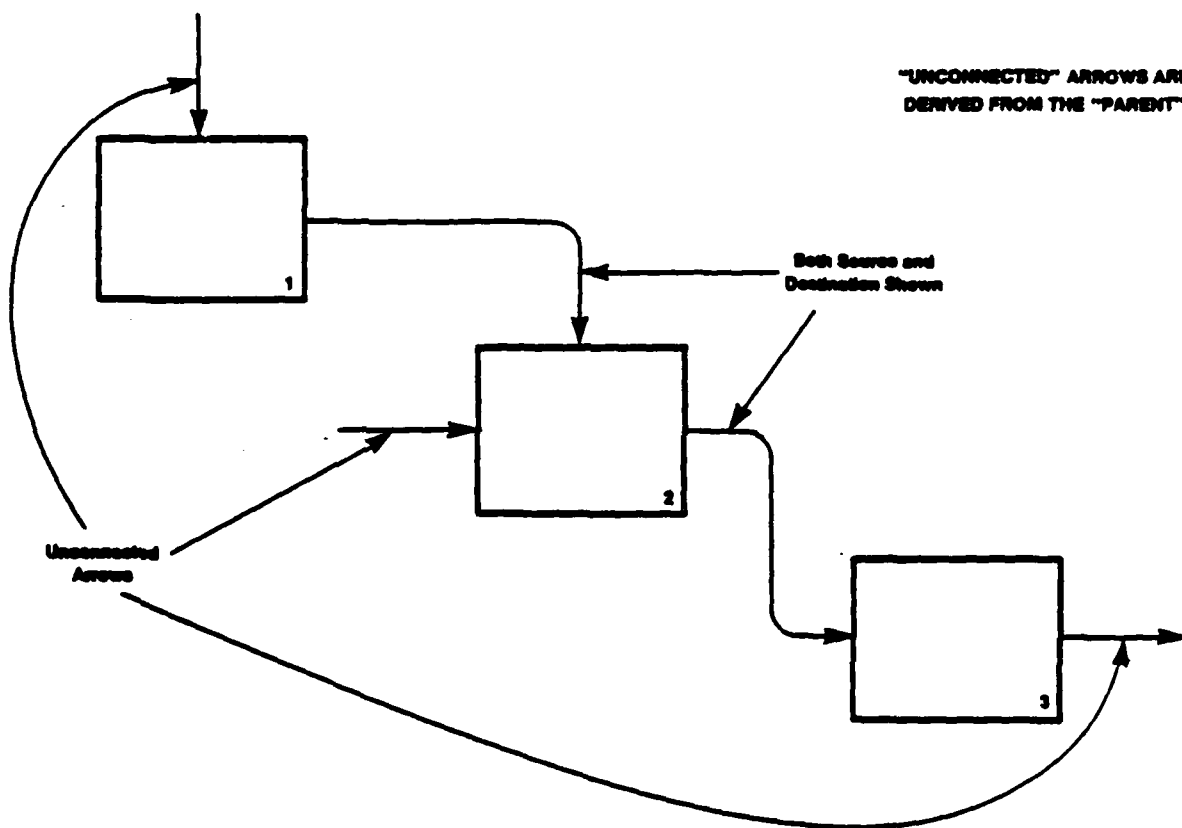 "UNCONNECTED" ARROWS ARE
DERIVED FROM THE "PARENT"
1
Both Source and
Destination Shown
2
Unconnected
Arrows
3